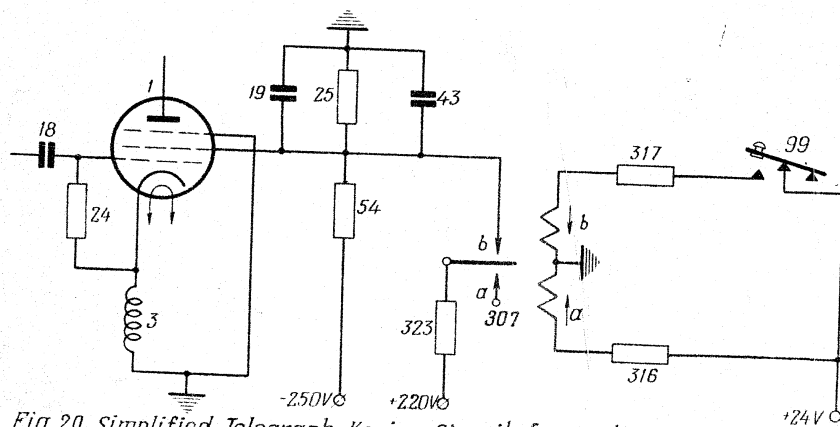 1
18
19
25
43
24
54
3
b
a
307
323
317
99
b
a
316
-250V
+220V
+24V
Fig. 20. Simplified Telegraph Keying Circuit